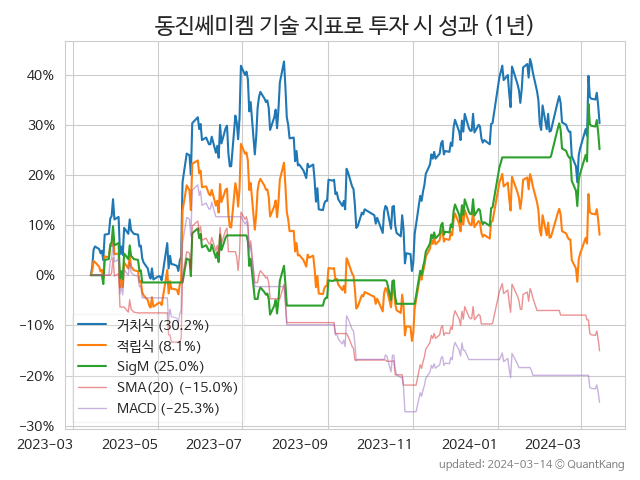 동진쎄미켐 기술 지표로 투자 시 성과 (1년)
40%
30%
20%
10%
0%
−10%
−20%
−30%
거치식 (30.2%)
적립식 (8.1%)
SigM (25.0%)
SMA(20) (−15.0%)
MACD (−25.3%)
2023-03
2023-05
2023-07
2023-09
2023-11
2024-01
2024-03
updated: 2024-03-14 © QuantKang